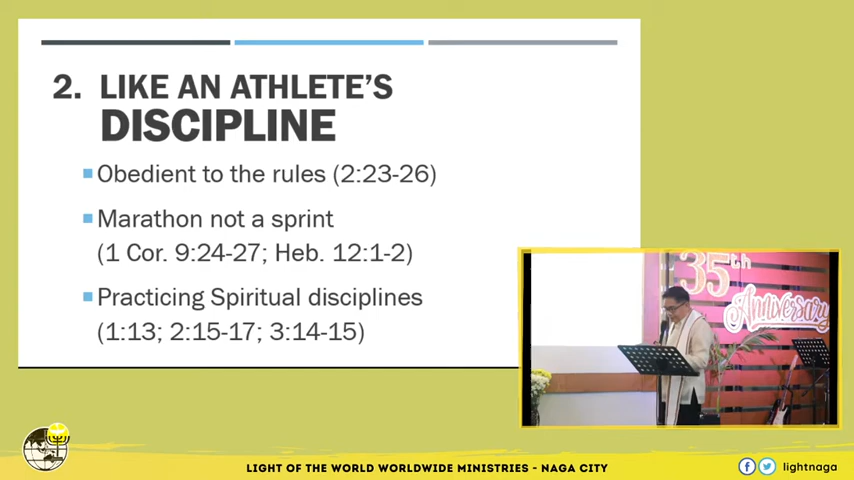 2. LIKE AN ATHLETE'S
DISCIPLINE
Obedient to the rules (2:23-26)
Marathon not a sprint
(1 Cor. 9:24-27; Heb. 12:1-2)
Practicing Spiritual disciplines
(1:13; 2:15-17; 3:14-15)
35th
Anniversary
LIGHT OF THE WORLD WORLDWIDE MINISTRIES - NAGA CITY
lightnaga